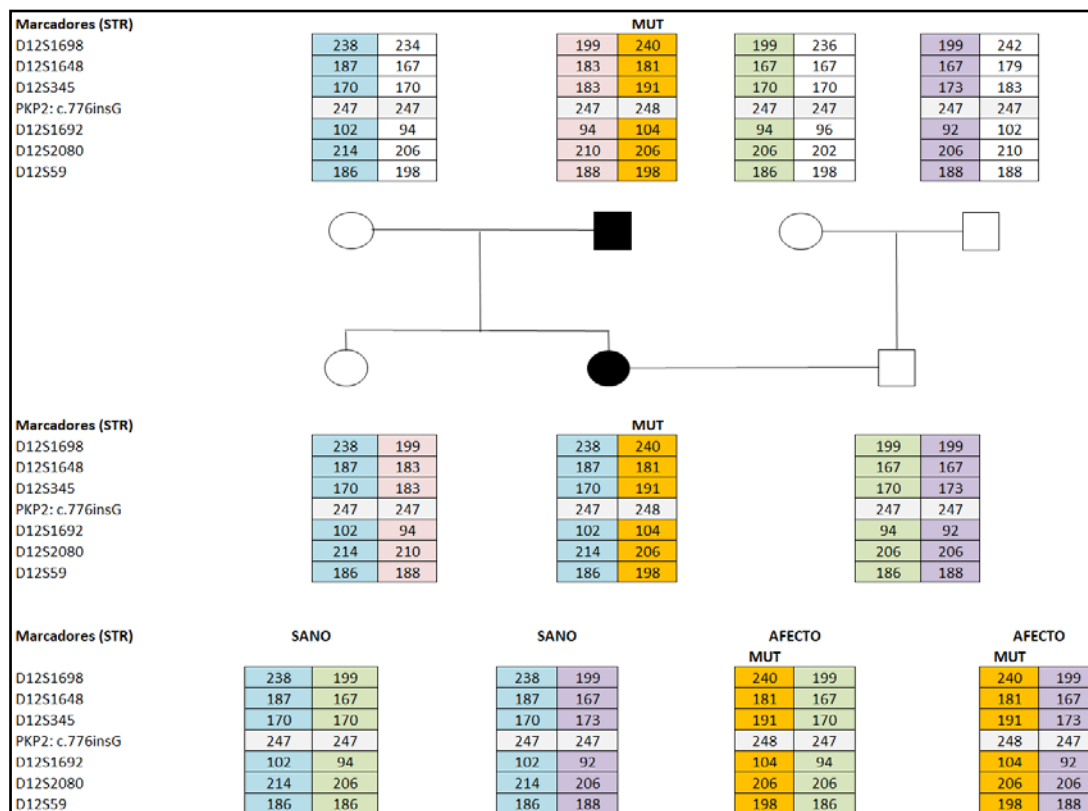 Marcadores (STR) MUT
D12S1698 238 234 199 240 199 236 199 242
D12S1648 187 167 183 181 167 167 167 179
D12S345 170 170 183 191 170 170 173 183
PKP2: c.776insG 247 247 247 248 247 247 247 247
D12S1692 102 94 94 104 94 96 92 102
D12S2080 214 206 210 206 206 202 206 210
D12S59 186 198 188 198 186 198 188 188
Marcadores (STR) MUT
D12S1698 238 199 238 240 199 199
D12S1648 187 183 187 181 167 167
D12S345 170 183 170 191 170 173
PKP2: c.776insG 247 247 247 248 247 247
D12S1692 102 94 102 104 94 92
D12S2080 214 210 214 206 206 206
D12S59 186 188 186 198 186 188
Marcadores (STR) SANO SANO AFECTO AFECTO
MUT MUT
D12S1698 238 199 238 199 240 199 240 199
D12S1648 187 167 187 167 181 167 181 167
D12S345 170 170 170 173 191 170 191 173
PKP2: c.776insG 247 247 247 247 248 247 248 247
D12S1692 102 94 102 92 104 94 104 92
D12S2080 214 206 214 206 206 206 206 206
D12S59 186 186 186 188 198 186 198 188